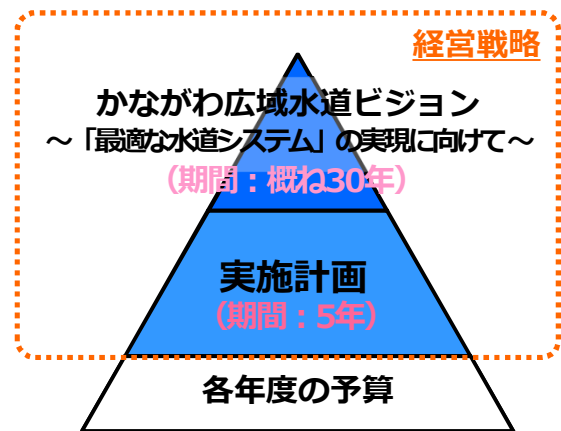 経営戦略
かながわ広域水道ビジョン
～「最適な水道システム」の実現に向けて～
（期間：概ね30年）
実施計画
（期間：5年）
各年度の予算